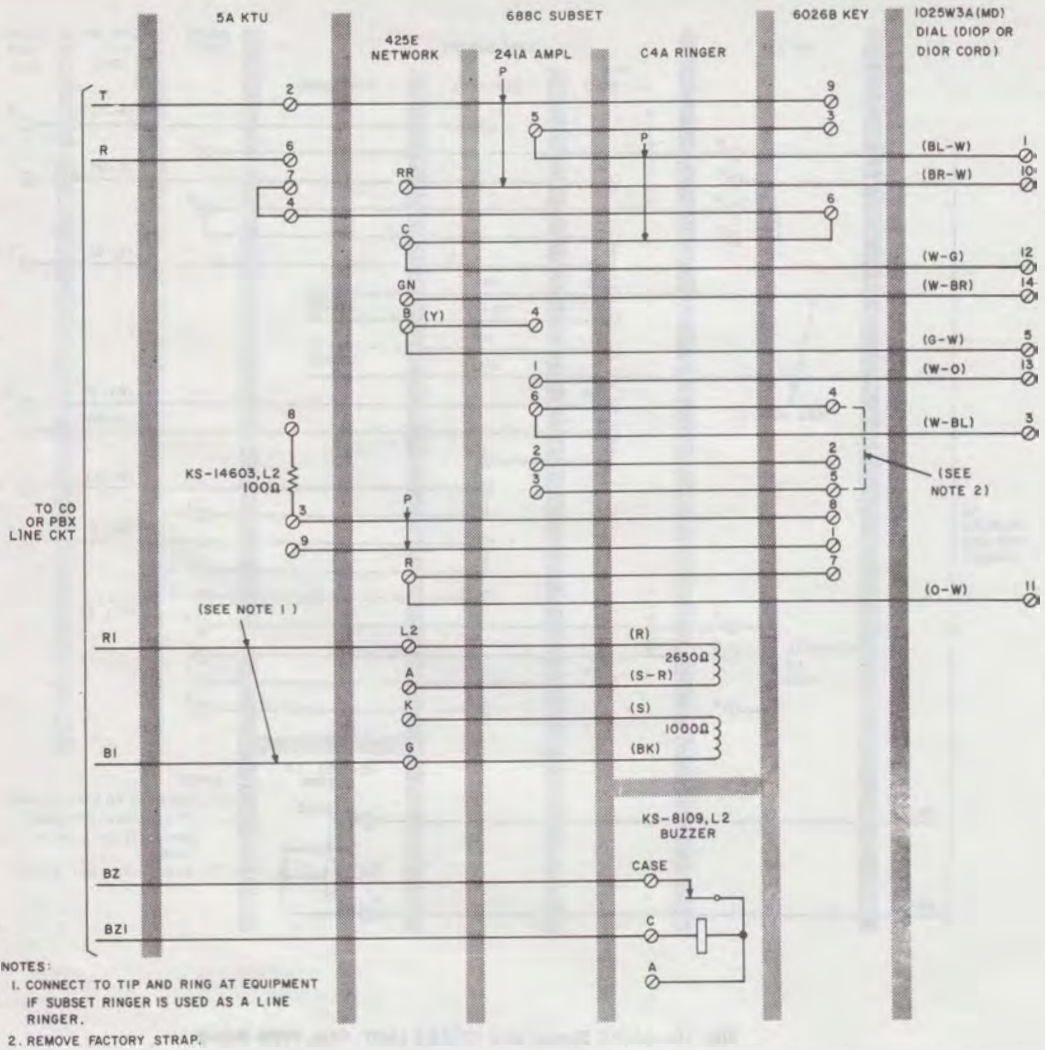 5A KTU
688C SUBSET
6026B KEY
1025W3A(MD)
DIAL (DIOP OR
DIOR CORD)
425E
NETWORK
241A AMPL
C4A RINGER
P
T
2
9
5
3
P
R
6
(BL-W)
1
7
RR
(BR-W)
10
4
6
C
(W-G)
12
GN
(W-BR)
14
B
(Y)
4
(G-W)
5
1
(W-O)
13
8
6
4
(W-BL)
3
KS-14603,L2
100Ω
2
2
(SEE
NOTE 2)
3
5
TO CO
OR PBX
LINE CKT
3
P
8
9
1
R
7
(O-W)
11
(SEE NOTE 1)
R1
L2
(R)
2650Ω
A
(S-R)
K
(S)
1000Ω
B1
G
(BK)
KS-8109,L2
BUZZER
CASE
BZ
C
BZ1
A
NOTES:
1. CONNECT TO TIP AND RING AT EQUIPMENT
IF SUBSET RINGER IS USED AS A LINE
RINGER.
2. REMOVE FACTORY STRAP.